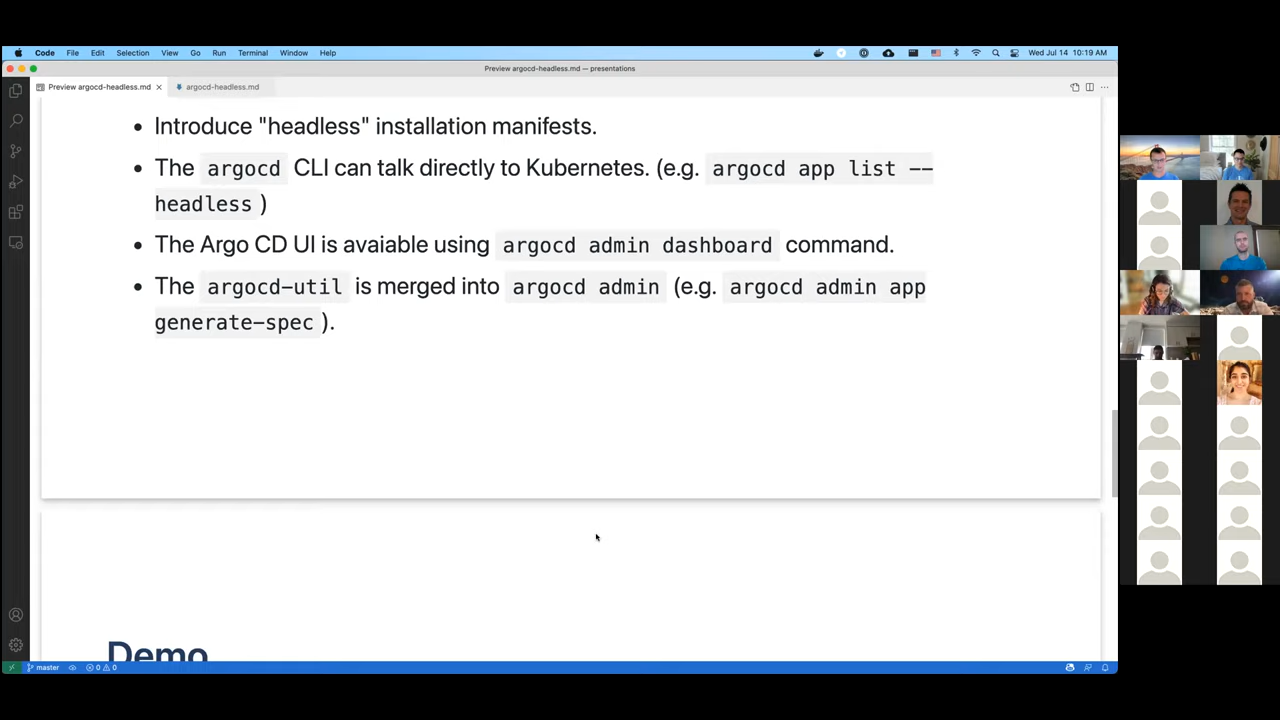 Code File Edit Selection View Go Run Terminal Window Help Wed Jul 14 10:19 AM
Preview argocd-headless.md — presentations
Preview argocd-headless.md argocd-headless.md
• Introduce "headless" installation manifests.
• The argocd CLI can talk directly to Kubernetes. (e.g. argocd app list --
headless )
• The Argo CD UI is avaiable using argocd admin dashboard command.
• The argocd-util is merged into argocd admin (e.g. argocd admin app
generate-spec ).
Demo
master 0 0